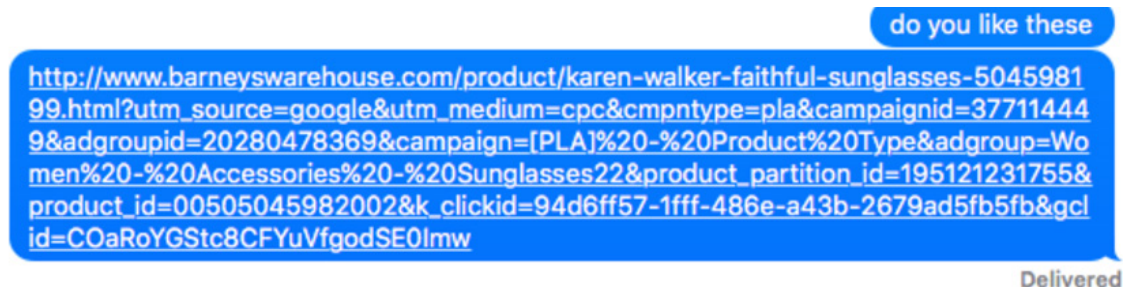 do you like these
http://www.barneyswarehouse.com/product/karen-walker-faithful-sunglasses-5045981
99.html?utm_source=google&utm_medium=cpc&cmpntype=pla&campaignid=37711444
9&adgroupid=20280478369&campaign=[PLA]%20-%20Product%20Type&adgroup=Wo
men%20-%20Accessories%20-%20Sunglasses22&product_partition_id=195121231755&
product_id=00505045982002&k_clickid=94d6ff57-1fff-486e-a43b-2679ad5fb5fb&gcl
id=COaRoYGStc8CFYuVfgodSE0Imw
Delivered